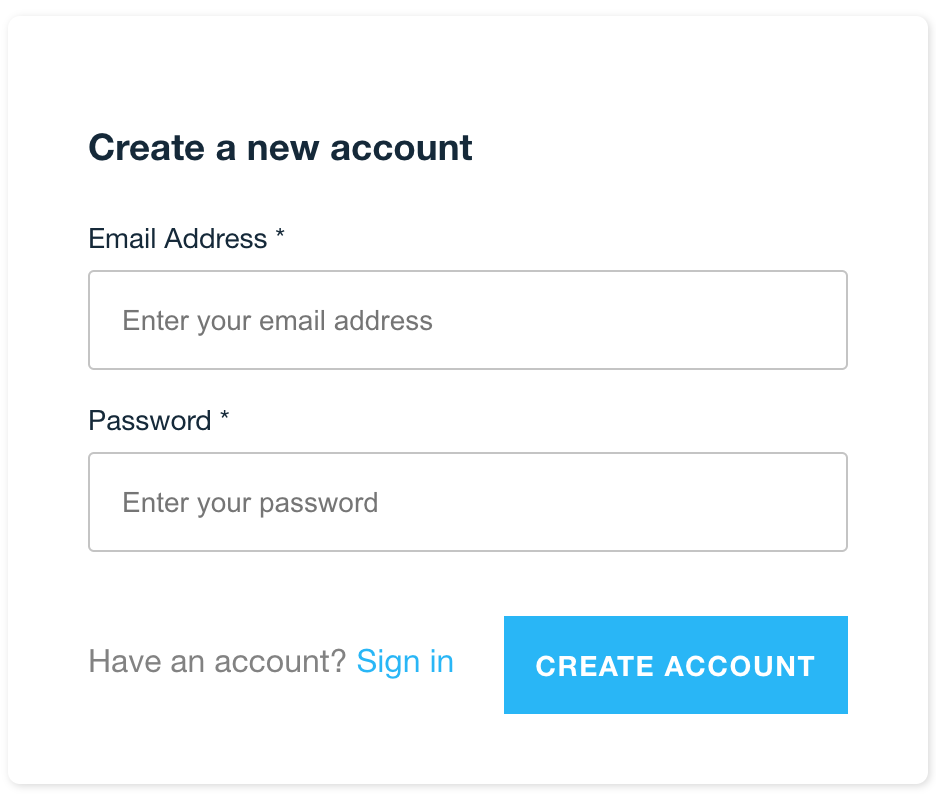 Create a new account
Email Address *
Enter your email address
Password *
Enter your password
Have an account? Sign in
CREATE ACCOUNT